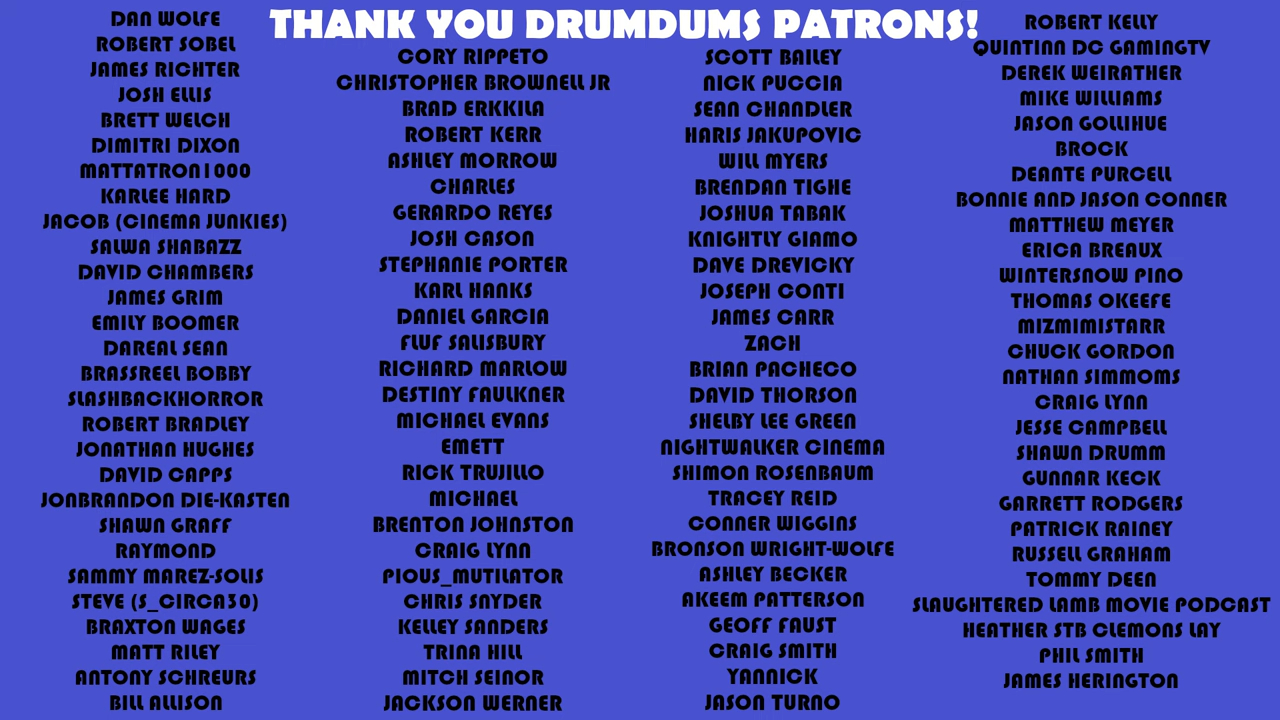 THANK YOU DRUMDUMS PATRONS!
DAN WOLFE
ROBERT SOBEL
JAMES RICHTER
JOSH ELLIS
BRETT WELCH
DIMITRI DIXON
MATTATRON1000
KARLEE HARD
JACOB (CINEMA JUNKIES)
SALWA SHABAZZ
DAVID CHAMBERS
JAMES GRIM
EMILY BOOMER
DAREAL SEAN
BRASSREEL BOBBY
SLASHBACKHORROR
ROBERT BRADLEY
JONATHAN HUGHES
DAVID CAPPS
JONBRANDON DIE-KASTEN
SHAWN GRAFF
RAYMOND
SAMMY MAREZ-SOLIS
STEVE (S_CIRCA30)
BRAXTON WAGES
MATT RILEY
ANTONY SCHREURS
BILL ALLISON
CORY RIPPETO
CHRISTOPHER BROWNELL JR
BRAD ERKKILA
ROBERT KERR
ASHLEY MORROW
CHARLES
GERARDO REYES
JOSH CASON
STEPHANIE PORTER
KARL HANKS
DANIEL GARCIA
FLUF SALISBURY
RICHARD MARLOW
DESTINY FAULKNER
MICHAEL EVANS
EMETT
RICK TRUJILLO
MICHAEL
BRENTON JOHNSTON
CRAIG LYNN
PIOUS_MUTILATOR
CHRIS SNYDER
KELLEY SANDERS
TRINA HILL
MITCH SEINOR
JACKSON WERNER
SCOTT BAILEY
NICK PUCCIA
SEAN CHANDLER
HARIS JAKUPOVIC
WILL MYERS
BRENDAN TIGHE
JOSHUA TABAK
KNIGHTLY GIAMO
DAVE DREVICKY
JOSEPH CONTI
JAMES CARR
ZACH
BRIAN PACHECO
DAVID THORSON
SHELBY LEE GREEN
NIGHTWALKER CINEMA
SHIMON ROSENBAUM
TRACEY REID
CONNER WIGGINS
BRONSON WRIGHT-WOLFE
ASHLEY BECKER
AKEEM PATTERSON
GEOFF FAUST
CRAIG SMITH
YANNICK
JASON TURNO
ROBERT KELLY
QUINTINN DC GAMINGTV
DEREK WEIRATHER
MIKE WILLIAMS
JASON GOLLIHUE
BROCK
DEANTE PURCELL
BONNIE AND JASON CONNER
MATTHEW MEYER
ERICA BREAUX
WINTERSNOW PINO
THOMAS OKEEFE
MIZMIMISTARR
CHUCK GORDON
NATHAN SIMMOMS
CRAIG LYNN
JESSE CAMPBELL
SHAWN DRUMM
GUNNAR KECK
GARRETT RODGERS
PATRICK RAINEY
RUSSELL GRAHAM
TOMMY DEEN
SLAUGHTERED LAMB MOVIE PODCAST
HEATHER STB CLEMONS LAY
PHIL SMITH
JAMES HERINGTON